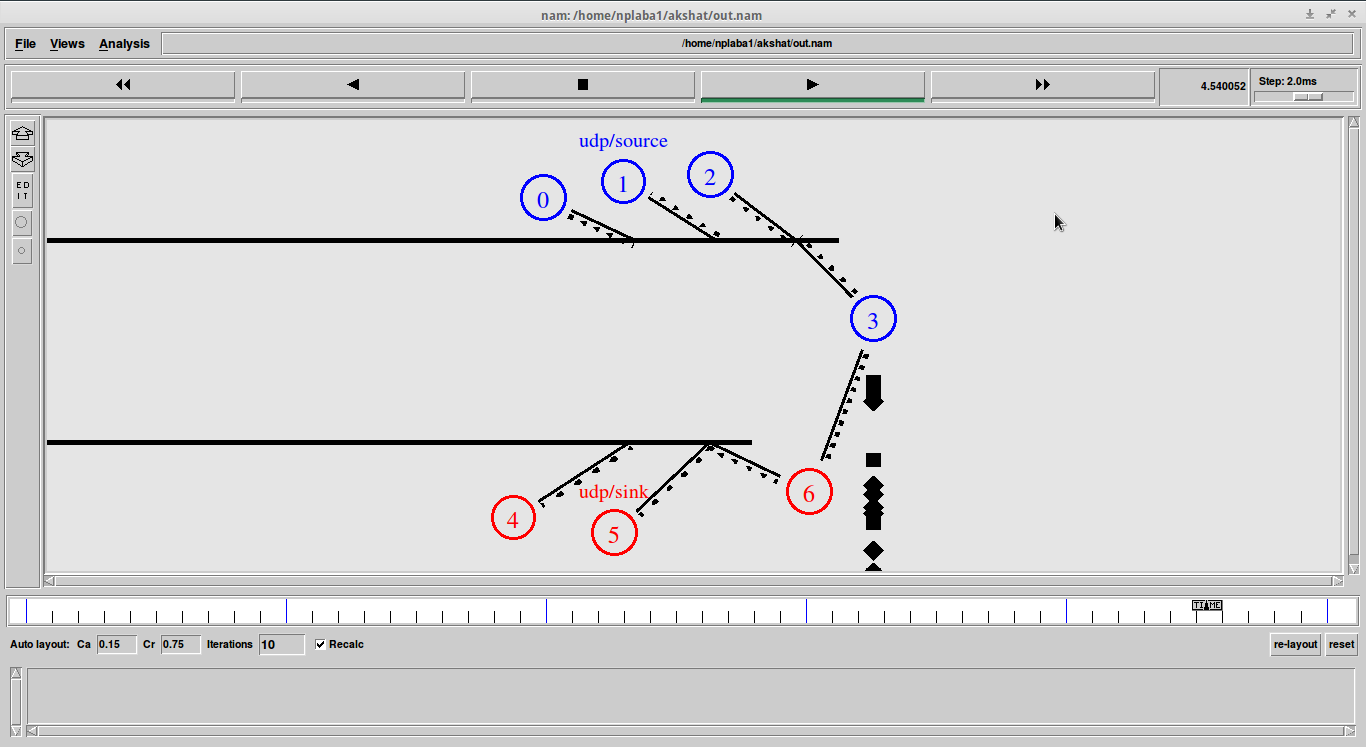 nam: /home/nplaba1/akshat/out.nam
File Views Analysis /home/nplaba1/akshat/out.nam
4.540052 Step: 2.0ms
ED
IT
udp/source
0 1 2
3
udp/sink
4 5 6
TIME
Auto layout: Ca 0.15 Cr 0.75 Iterations 10 Recalc re-layout reset